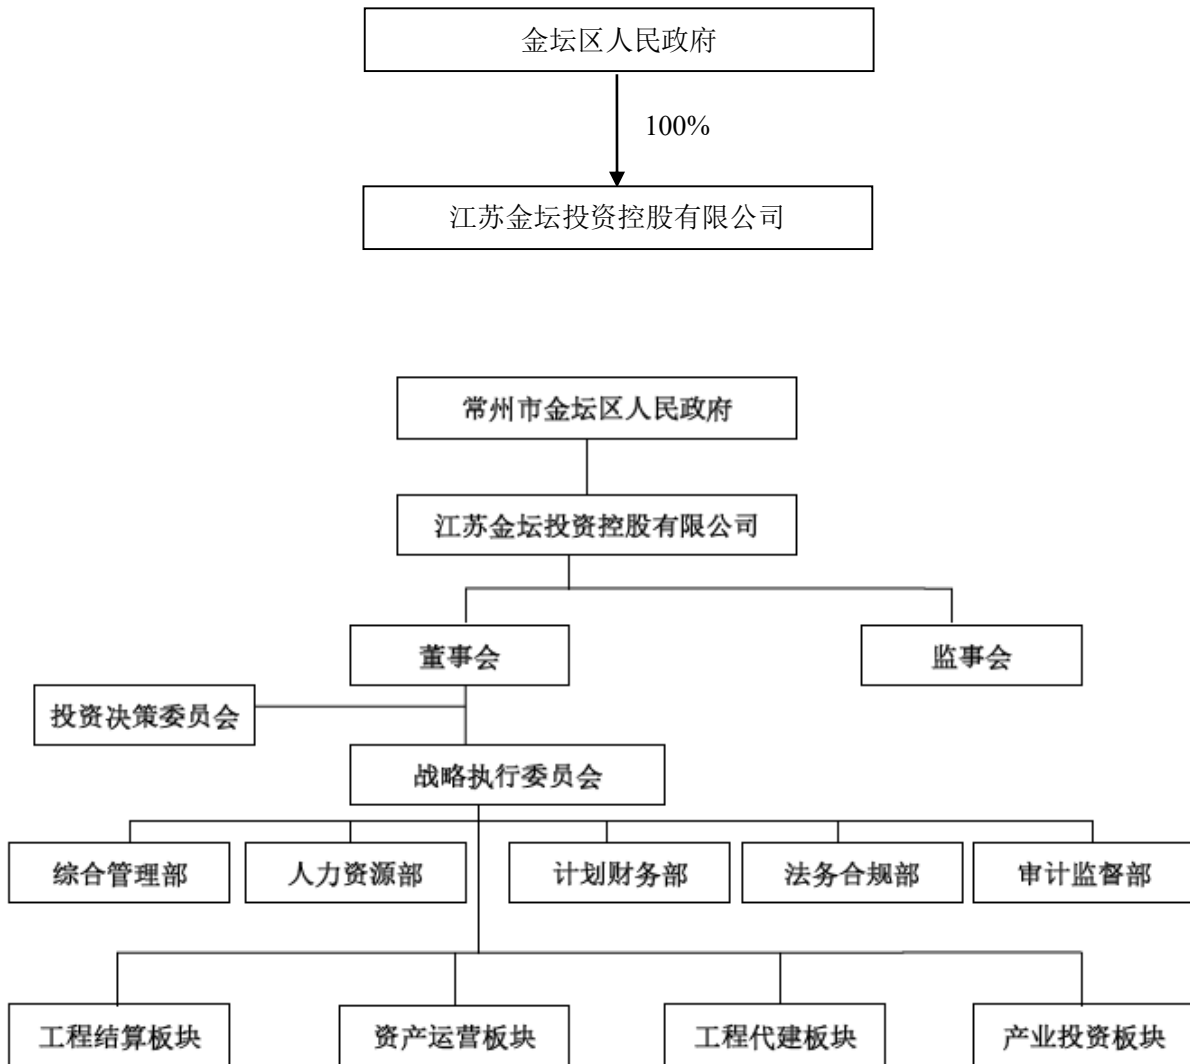 金坛区人民政府
100%
江苏金坛投资控股有限公司
常州市金坛区人民政府
江苏金坛投资控股有限公司
董事会
监事会
投资决策委员会
战略执行委员会
综合管理部
人力资源部
计划财务部
法务合规部
审计监督部
工程结算板块
资产运营板块
工程代建板块
产业投资板块